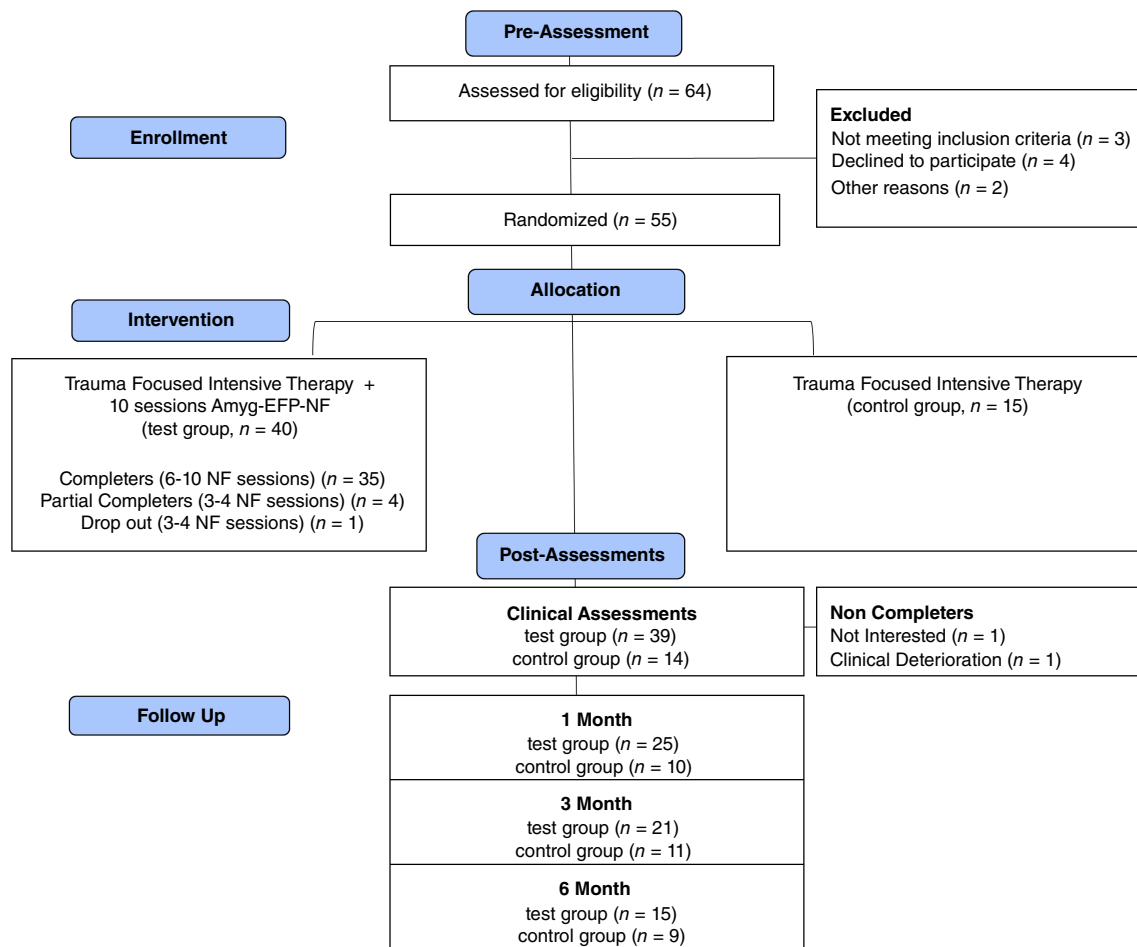 Pre-Assessment
Assessed for eligibility (n = 64)
Enrollment
Excluded
Not meeting inclusion criteria (n = 3)
Declined to participate (n = 4)
Other reasons (n = 2)
Randomized (n = 55)
Allocation
Intervention
Trauma Focused Intensive Therapy +
10 sessions Amyg-EFP-NF
(test group, n = 40)
Completers (6-10 NF sessions) (n = 35)
Partial Completers (3-4 NF sessions) (n = 4)
Drop out (3-4 NF sessions) (n = 1)
Trauma Focused Intensive Therapy
(control group, n = 15)
Post-Assessments
Clinical Assessments
test group (n = 39)
control group (n = 14)
Non Completers
Not Interested (n = 1)
Clinical Deterioration (n = 1)
Follow Up
1 Month
test group (n = 25)
control group (n = 10)
3 Month
test group (n = 21)
control group (n = 11)
6 Month
test group (n = 15)
control group (n = 9)